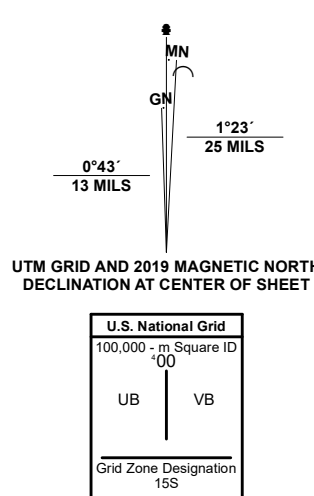 MN
GN
1°23´
25 MILS
0°43´
13 MILS
UTM GRID AND 2019 MAGNETIC NORTH
DECLINATION AT CENTER OF SHEET
U.S. National Grid
100,000 - m Square ID
⁴00
UB VB
Grid Zone Designation
15S